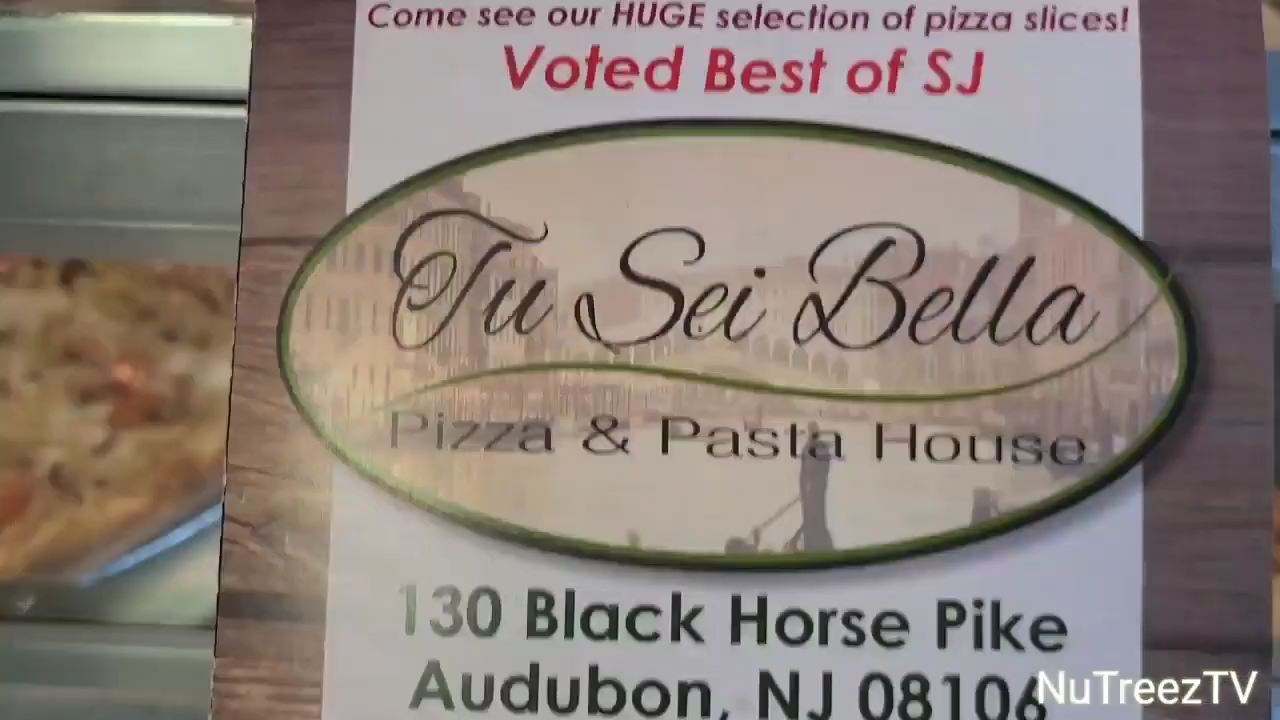 Come see our HUGE selection of pizza slices!
Voted Best of SJ
Tu Sei Bella
Pizza & Pasta House
130 Black Horse Pike
Audubon, NJ 08106
NuTreezTV